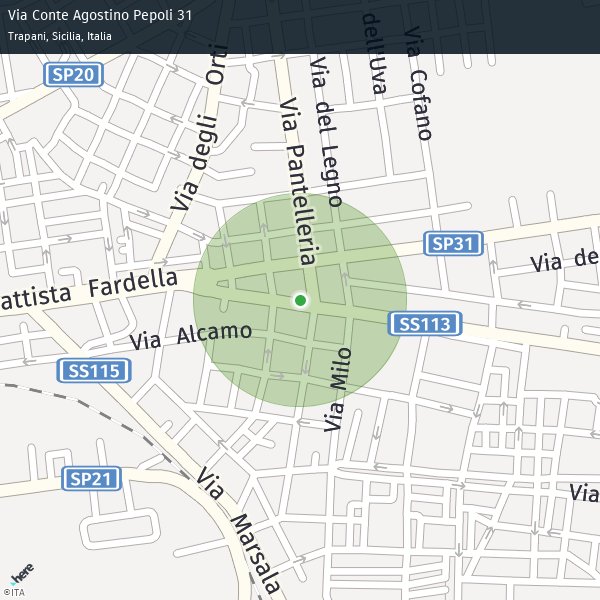 Via Conte Agostino Pepoli 31
Trapani, Sicilia, Italia
SP20
Via degli Orti
Via Pantelleria
Via del Legno
dell'Uva
Via Cofano
SP31
Via de
attista Fardella
Via Alcamo
SS113
SS115
Via Milo
SP21
Via Marsala
Via
here
©ITA